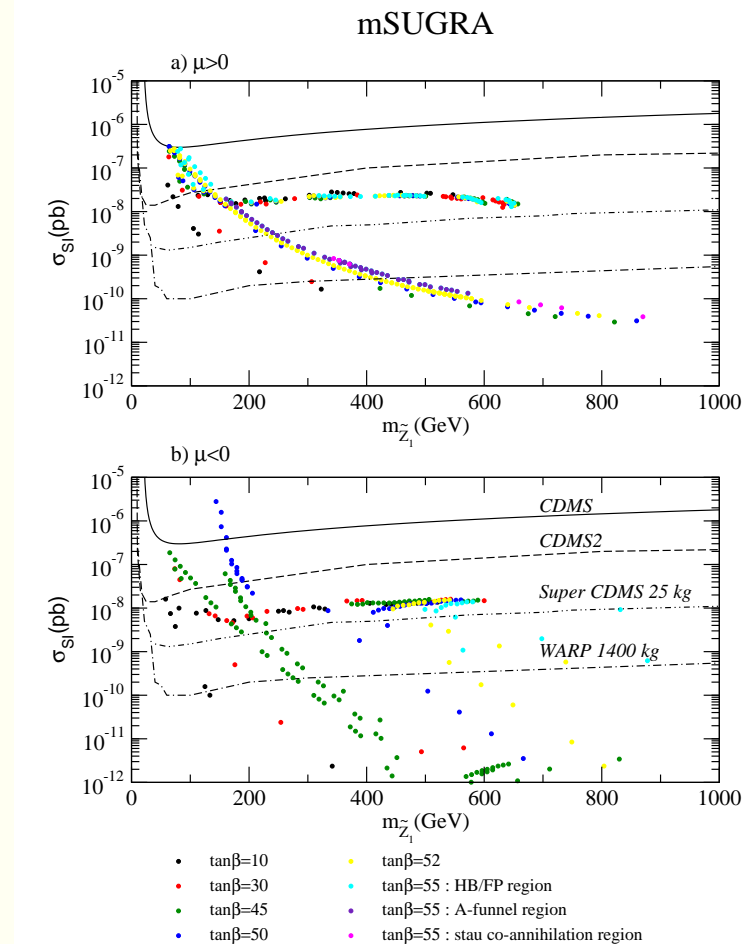 mSUGRA
a) μ>0
10⁻⁵
10⁻⁶
10⁻⁷
10⁻⁸
10⁻⁹
10⁻¹⁰
10⁻¹¹
10⁻¹²
σSI(pb)
0 200 400 600 800 1000
m_Z̃₁(GeV)
b) μ<0
10⁻⁵
10⁻⁶
10⁻⁷
10⁻⁸
10⁻⁹
10⁻¹⁰
10⁻¹¹
10⁻¹²
σSI(pb)
CDMS
CDMS2
Super CDMS 25 kg
WARP 1400 kg
0 200 400 600 800 1000
m_Z̃₁(GeV)
tanβ=10
tanβ=30
tanβ=45
tanβ=50
tanβ=52
tanβ=55 : HB/FP region
tanβ=55 : A-funnel region
tanβ=55 : stau co-annihilation region